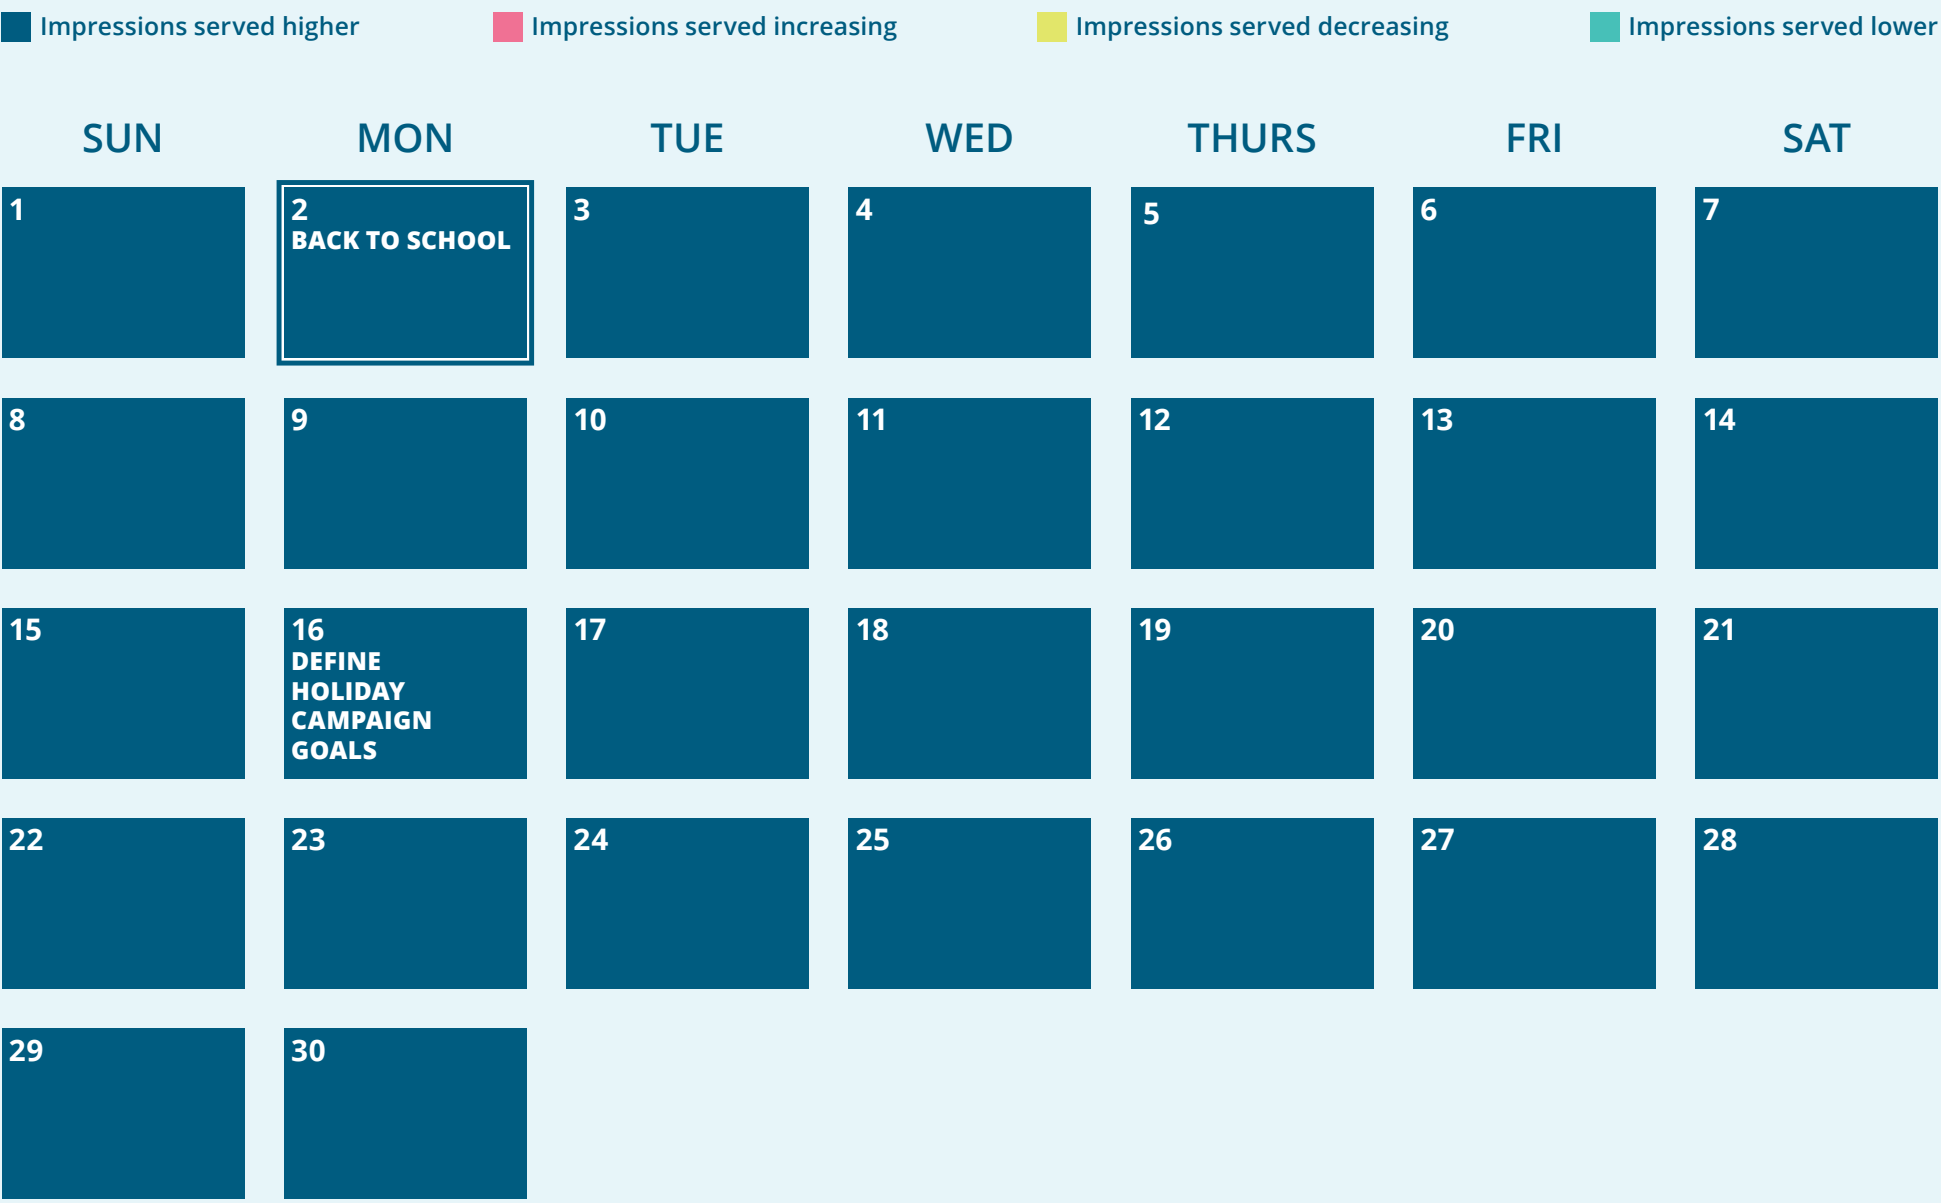 Impressions served higher
Impressions served increasing
Impressions served decreasing
Impressions served lower
SUN MON TUE WED THURS FRI SAT
1 2 3 4 5 6 7
BACK TO SCHOOL
8 9 10 11 12 13 14
15 16 17 18 19 20 21
DEFINE
HOLIDAY
CAMPAIGN
GOALS
22 23 24 25 26 27 28
29 30